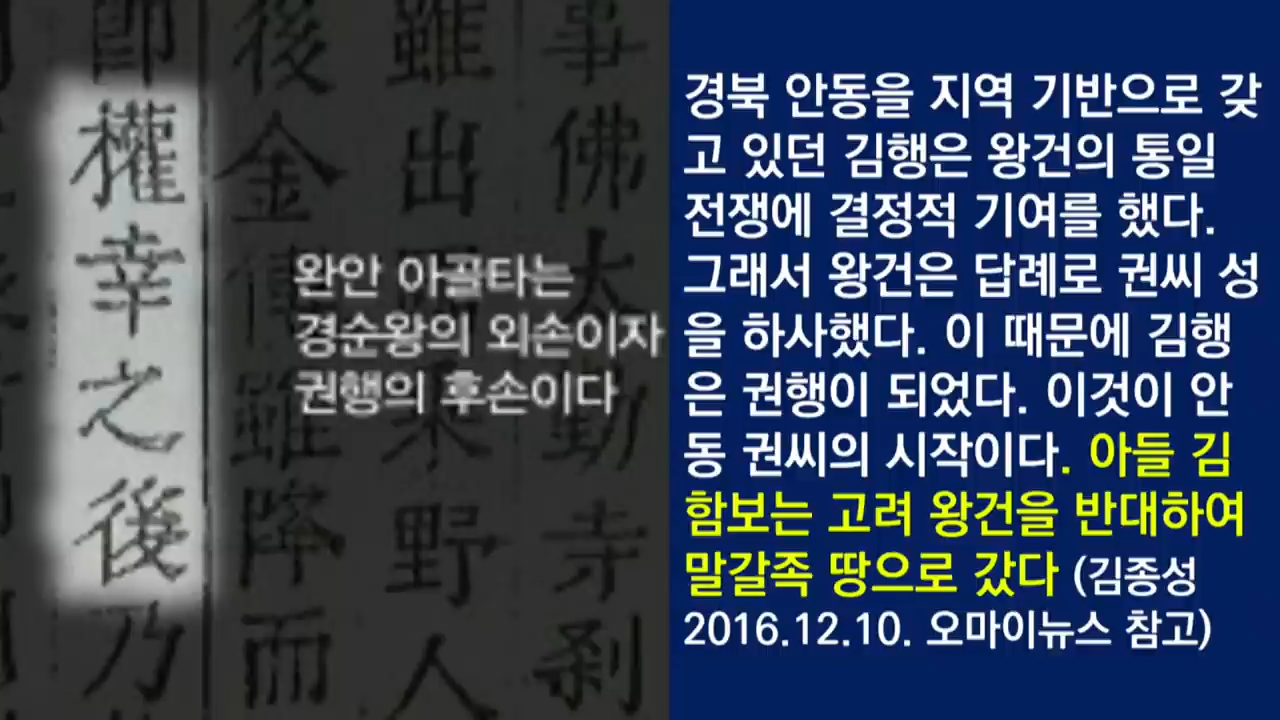 事佛大勤寺刹
雖出野人
後金傅雖降而
即權幸之後乃
완안 아골타는
경순왕의 외손이자
권행의 후손이다
경북 안동을 지역 기반으로 갖
고 있던 김행은 왕건의 통일
전쟁에 결정적 기여를 했다.
그래서 왕건은 답례로 권씨 성
을 하사했다. 이 때문에 김행
은 권행이 되었다. 이것이 안
동 권씨의 시작이다. 아들 김
함보는 고려 왕건을 반대하여
말갈족 땅으로 갔다 (김종성
2016.12.10. 오마이뉴스 참고)